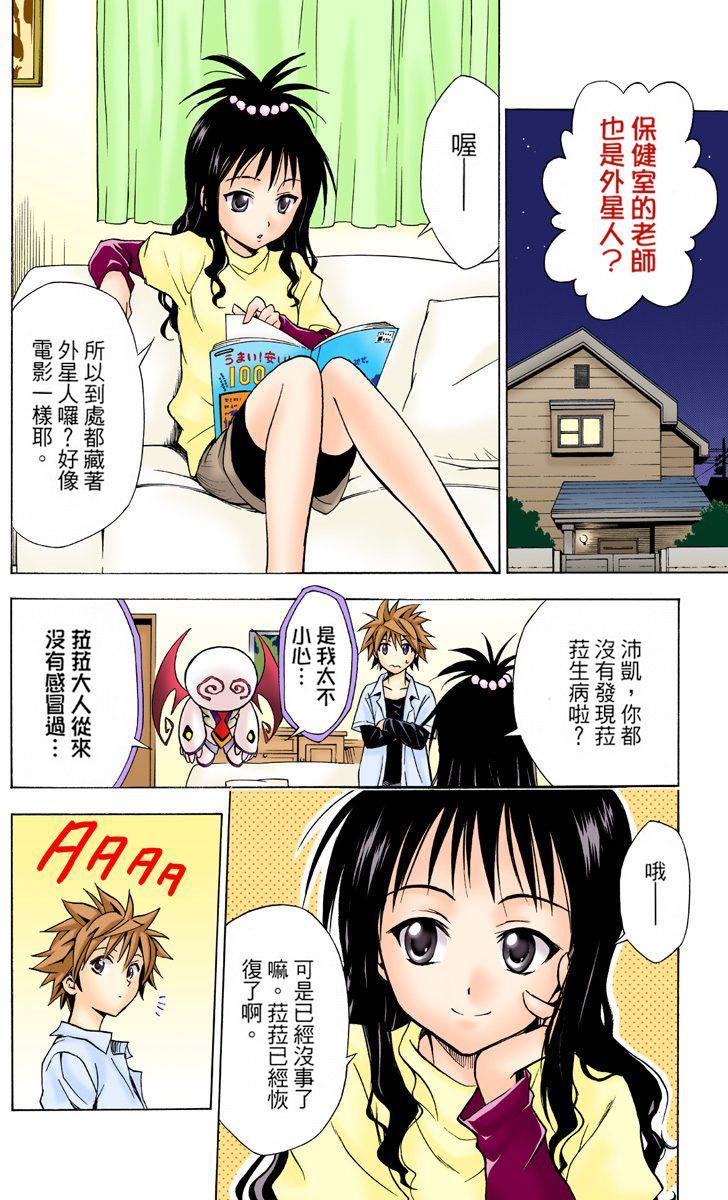 保健室的老師
也是外星人？
喔——
所以到處都藏著
外星人囉？好像
電影一樣耶。
うまい！安い！
100
沛凱，你都
沒有發現菈
菈生病啦？
是我太不
小心…
菈菈大人從來
沒有感冒過…
哦——
可是已經沒事了
嘛。菈菈已經恢
復了啊。
AAAA